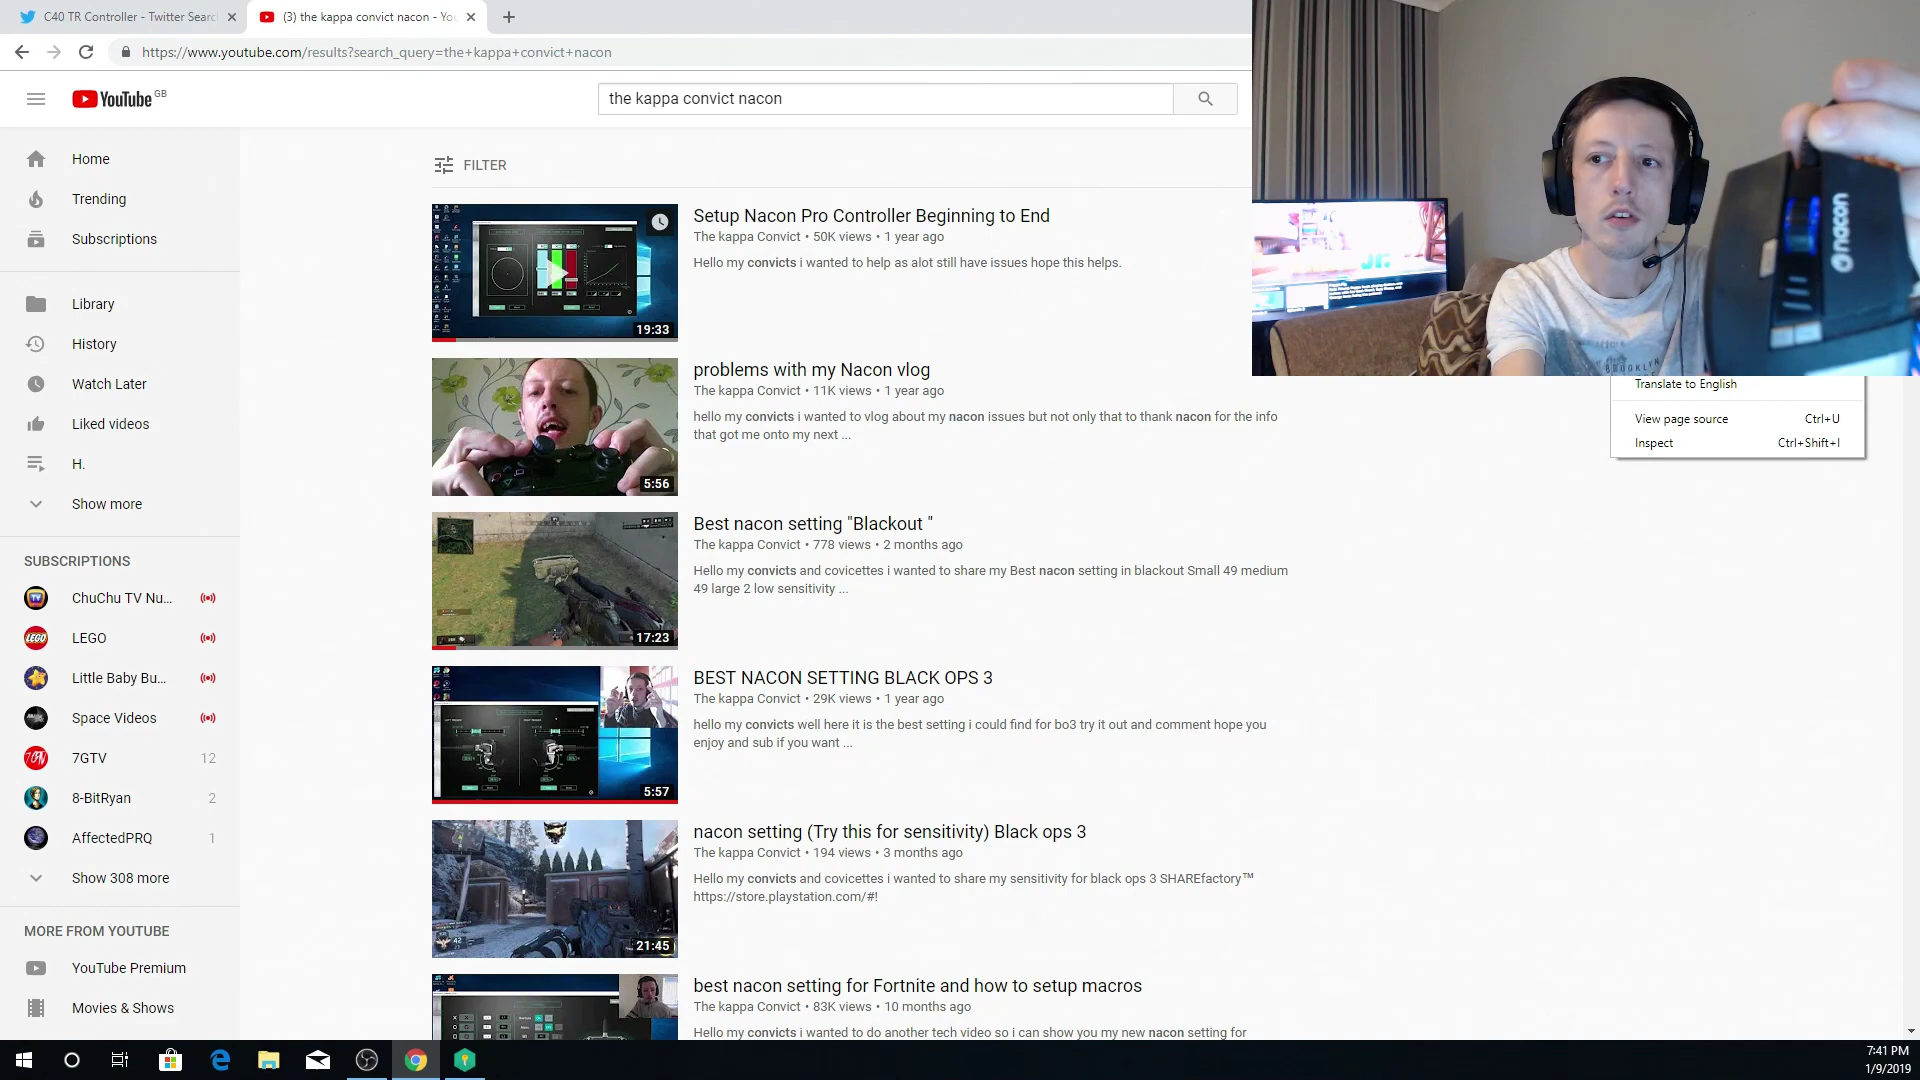 C40 TR Controller - Twitter Searc
(3) the kappa convict nacon - You
https://www.youtube.com/results?search_query=the+kappa+convict+nacon
YouTube GB
the kappa convict nacon
Home
Trending
Subscriptions
Library
History
Watch Later
Liked videos
H.
Show more
SUBSCRIPTIONS
ChuChu TV Nu...
LEGO
Little Baby Bu...
Space Videos
7GTV 12
8-BitRyan 2
AffectedPRQ 1
Show 308 more
MORE FROM YOUTUBE
YouTube Premium
Movies & Shows
FILTER
19:33
Setup Nacon Pro Controller Beginning to End
The kappa Convict • 50K views • 1 year ago
Hello my convicts i wanted to help as alot still have issues hope this helps.
5:56
problems with my Nacon vlog
The kappa Convict • 11K views • 1 year ago
hello my convicts i wanted to vlog about my nacon issues but not only that to thank nacon for the info
that got me onto my next ...
17:23
Best nacon setting "Blackout "
The kappa Convict • 778 views • 2 months ago
Hello my convicts and covicettes i wanted to share my Best nacon setting in blackout Small 49 medium
49 large 2 low sensitivity ...
5:57
BEST NACON SETTING BLACK OPS 3
The kappa Convict • 29K views • 1 year ago
hello my convicts well here it is the best setting i could find for bo3 try it out and comment hope you
enjoy and sub if you want ...
21:45
nacon setting (Try this for sensitivity) Black ops 3
The kappa Convict • 194 views • 3 months ago
Hello my convicts and covicettes i wanted to share my sensitivity for black ops 3 SHAREfactory™
https://store.playstation.com/#!
best nacon setting for Fortnite and how to setup macros
The kappa Convict • 83K views • 10 months ago
Hello my convicts i wanted to do another tech video so i can show you my new nacon setting for
nacon
BROOKLYN
Translate to English
View page source Ctrl+U
Inspect Ctrl+Shift+I
7:41 PM
1/9/2019